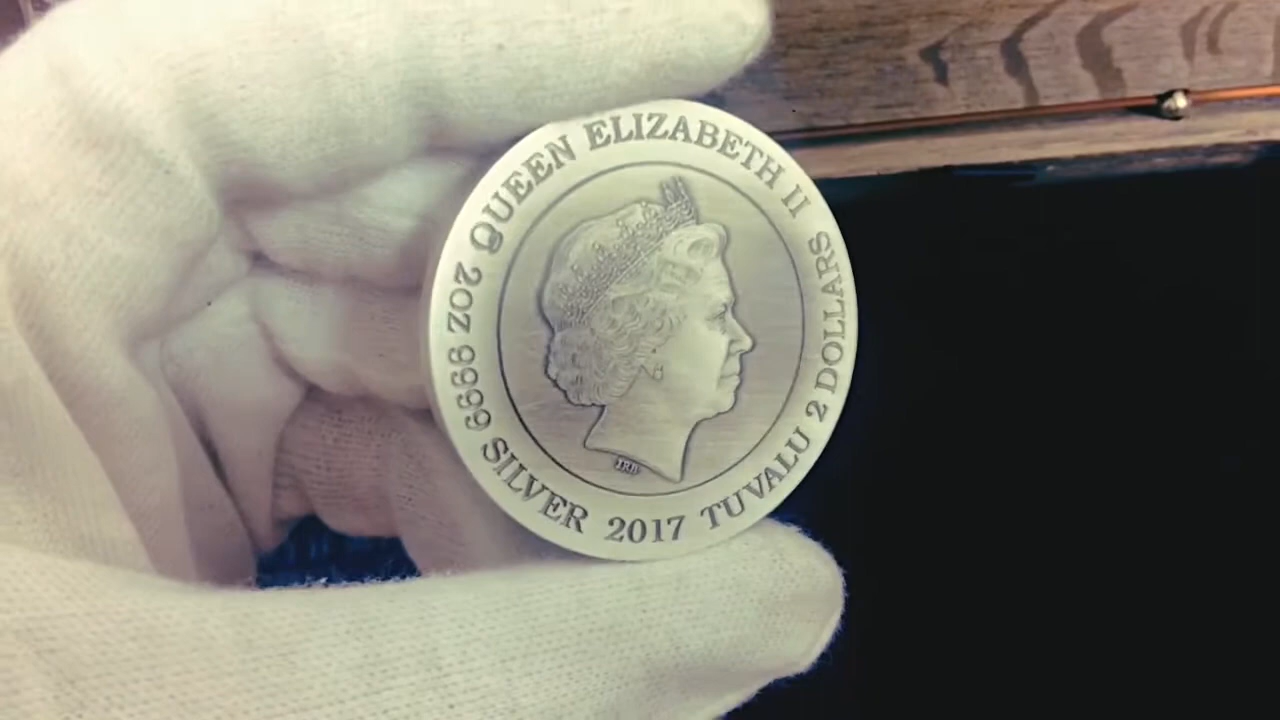 QUEEN ELIZABETH II
2 DOLLARS
TUVALU
2017
2OZ 9999 SILVER
IRB